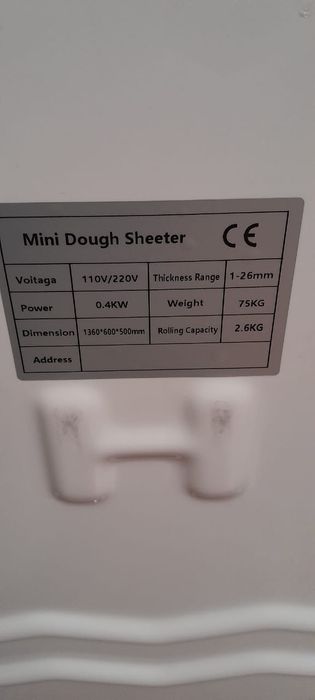 Mini Dough Sheeter CE
Voitaga 110V/220V Thickness Range 1-26mm
Power 0.4KW Weight 75KG
Dimension 1360*600*500mm Rolling Capacity 2.6KG
Address